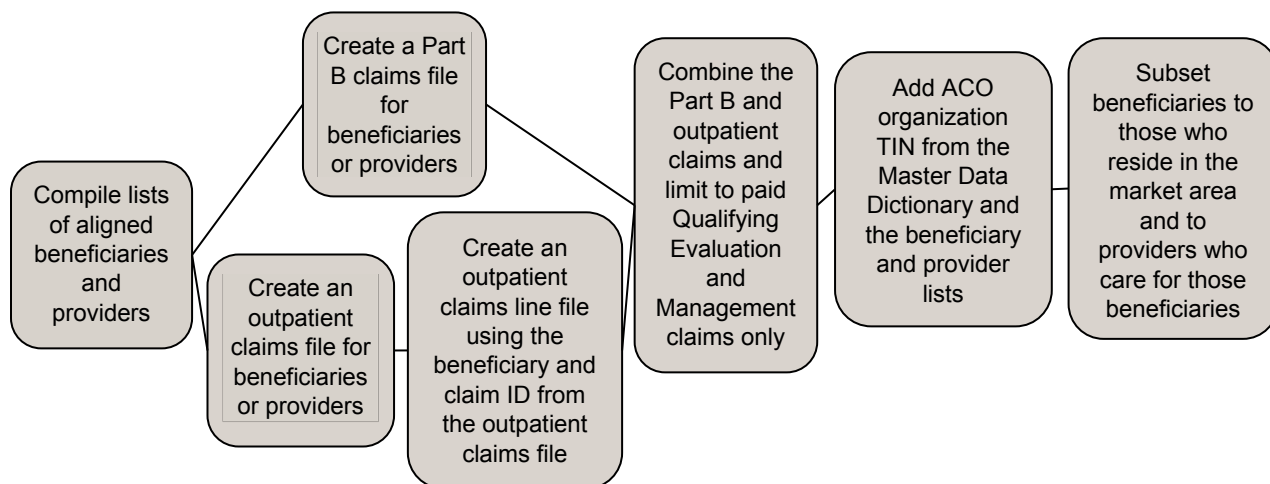 Compile lists
of aligned
beneficiaries
and
providers
Create a Part
B claims file
for
beneficiaries
or providers
Create an
outpatient
claims file for
beneficiaries
or providers
Create an
outpatient
claims line file
using the
beneficiary and
claim ID from
the outpatient
claims file
Combine the
Part B and
outpatient
claims and
limit to paid
Qualifying
Evaluation
and
Management
claims only
Add ACO
organization
TIN from the
Master Data
Dictionary and
the beneficiary
and provider
lists
Subset
beneficiaries to
those who
reside in the
market area
and to
providers who
care for those
beneficiaries